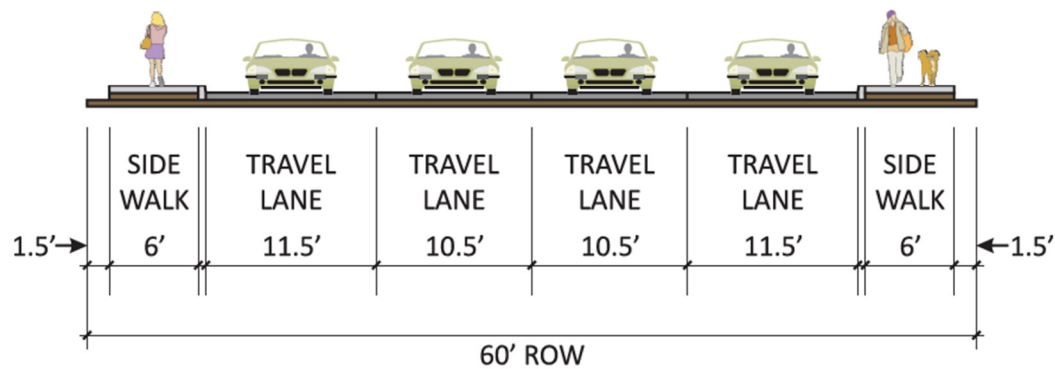 SIDE TRAVEL TRAVEL TRAVEL TRAVEL SIDE
WALK LANE LANE LANE LANE WALK
1.5’ 6’ 11.5’ 10.5’ 10.5’ 11.5’ 6’ 1.5’
60’ ROW